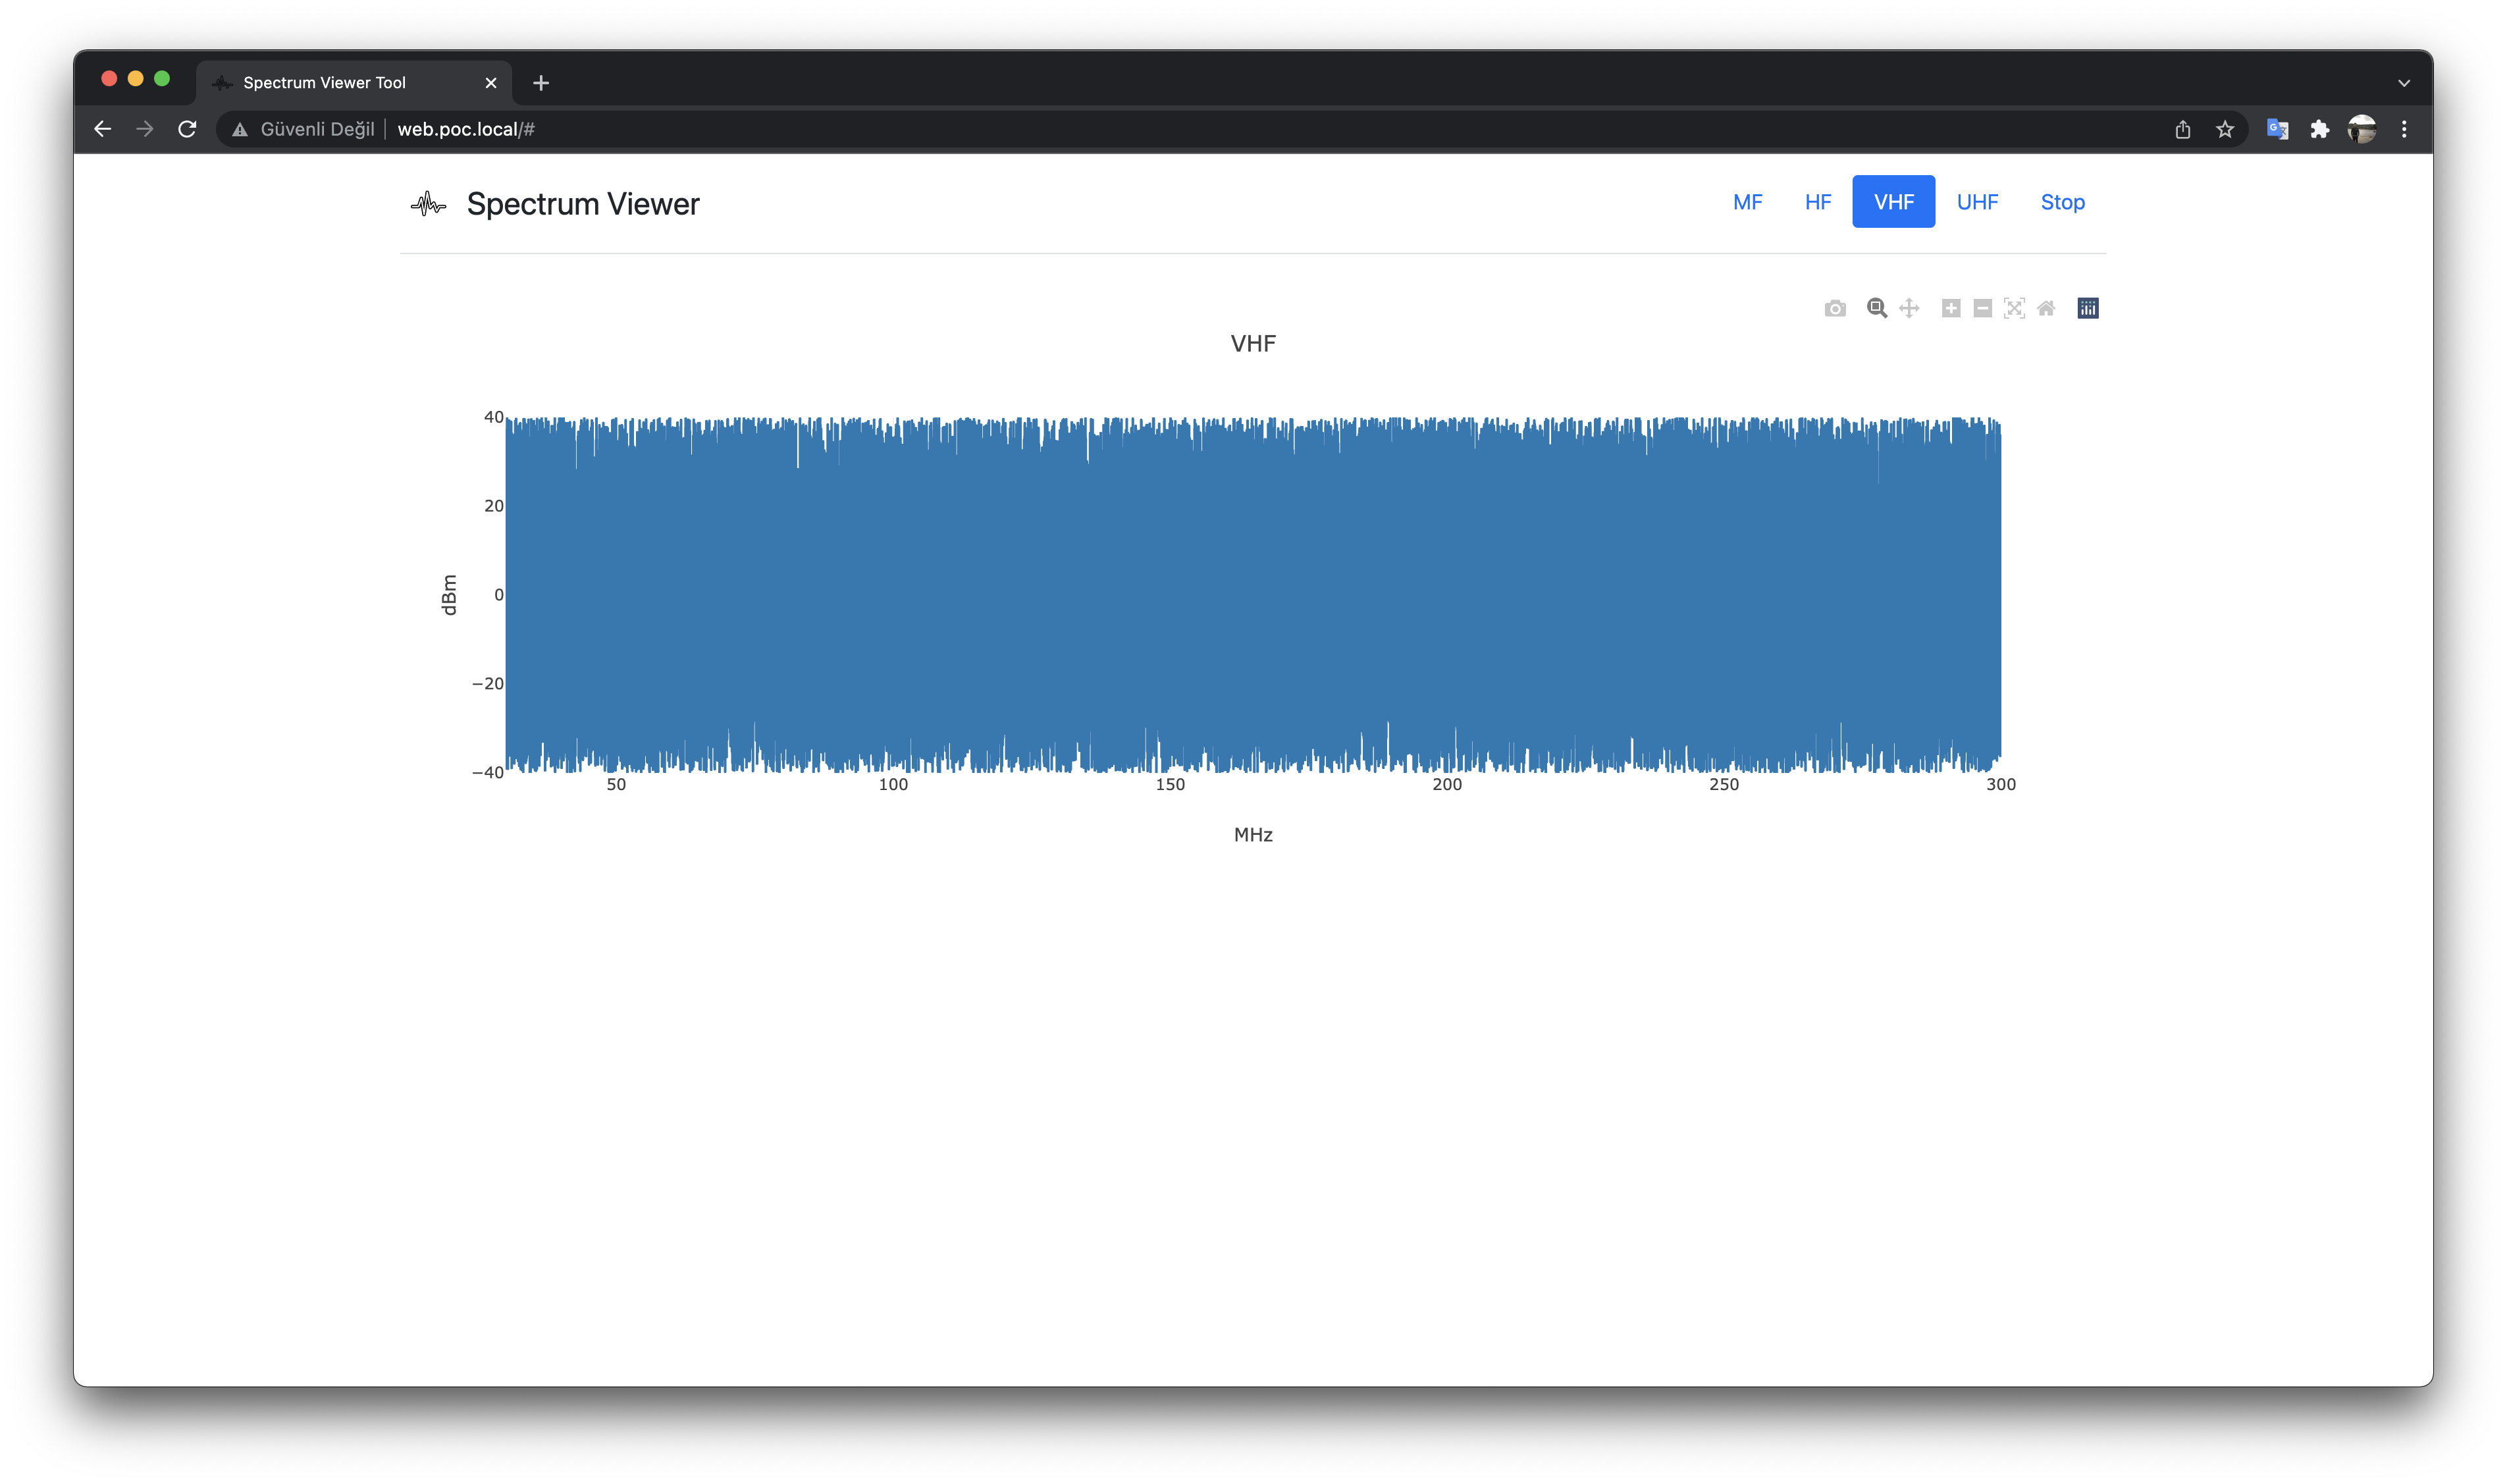 Spectrum Viewer Tool
Güvenli Değil web.poc.local/#
Spectrum Viewer
MF HF VHF UHF Stop
VHF
40
20
0
−20
−40
dBm
50 100 150 200 250 300
MHz